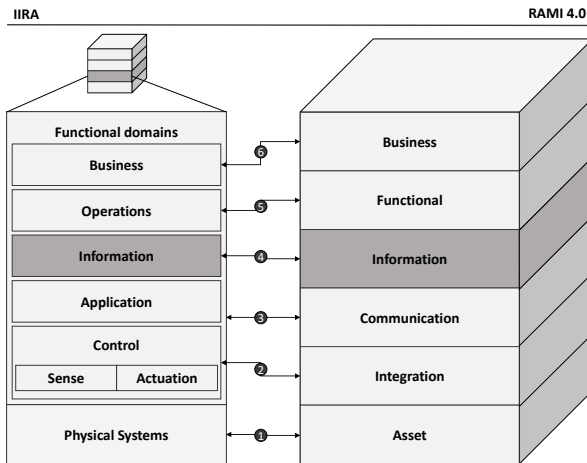 IIRA
RAMI 4.0
Functional domains
Business
Operations
Information
Application
Control
Sense
Actuation
Physical Systems
6
5
4
3
2
1
Business
Functional
Information
Communication
Integration
Asset